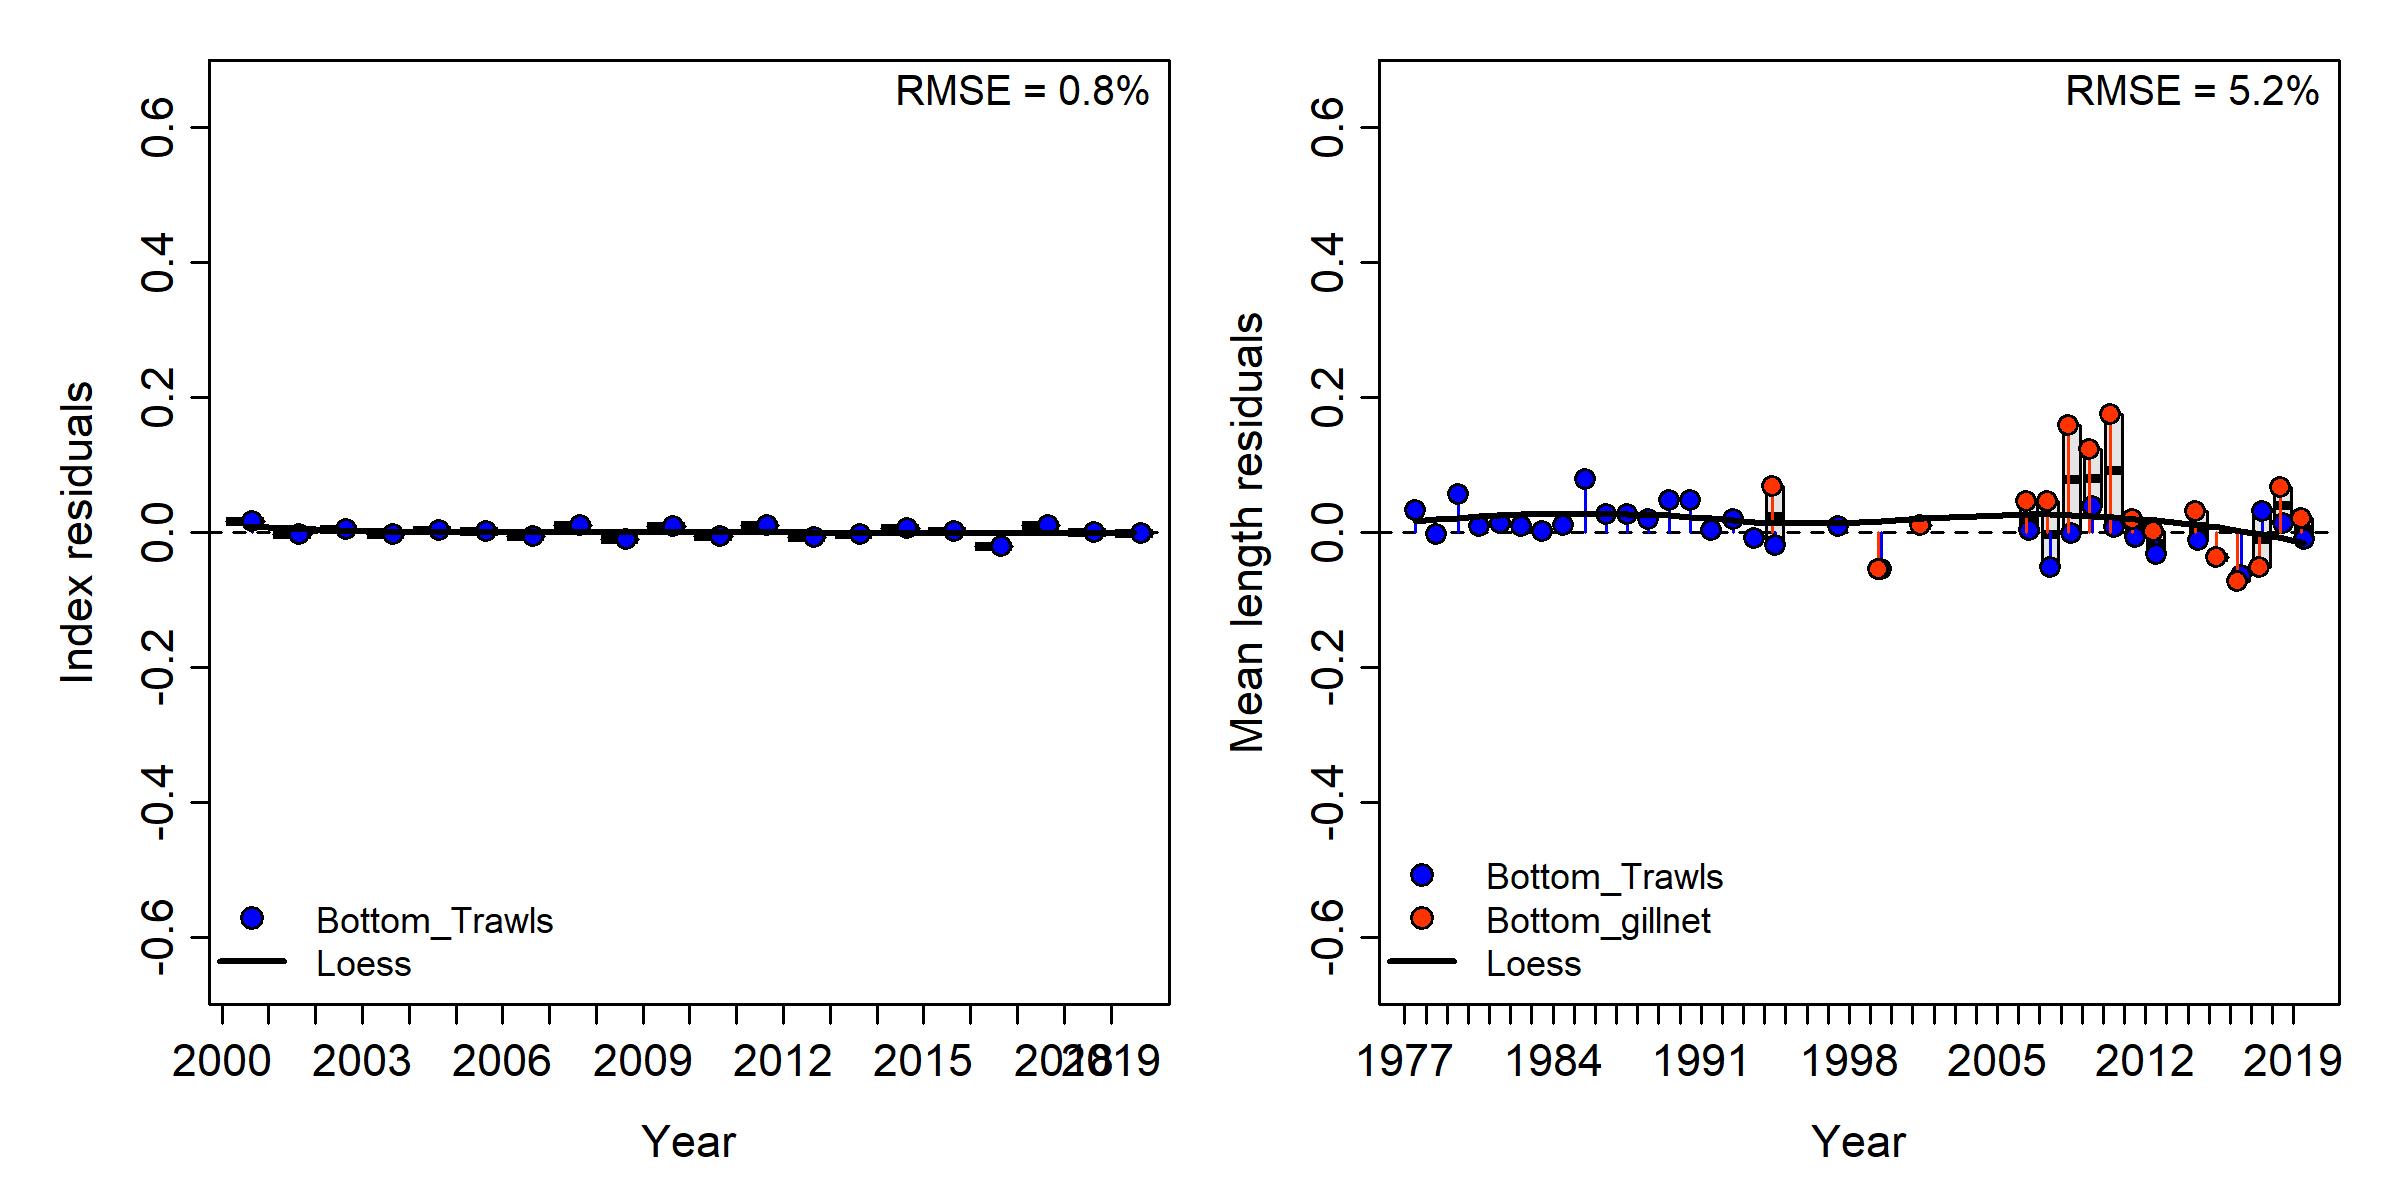 RMSE = 0.8%
Index residuals
0.6
0.4
0.2
0.0
-0.2
-0.4
-0.6
Bottom_Trawls
Loess
2000 2003 2006 2009 2012 2015 2018 2019
Year
RMSE = 5.2%
Mean length residuals
0.6
0.4
0.2
0.0
-0.2
-0.4
-0.6
Bottom_Trawls
Bottom_gillnet
Loess
1977 1984 1991 1998 2005 2012 2019
Year